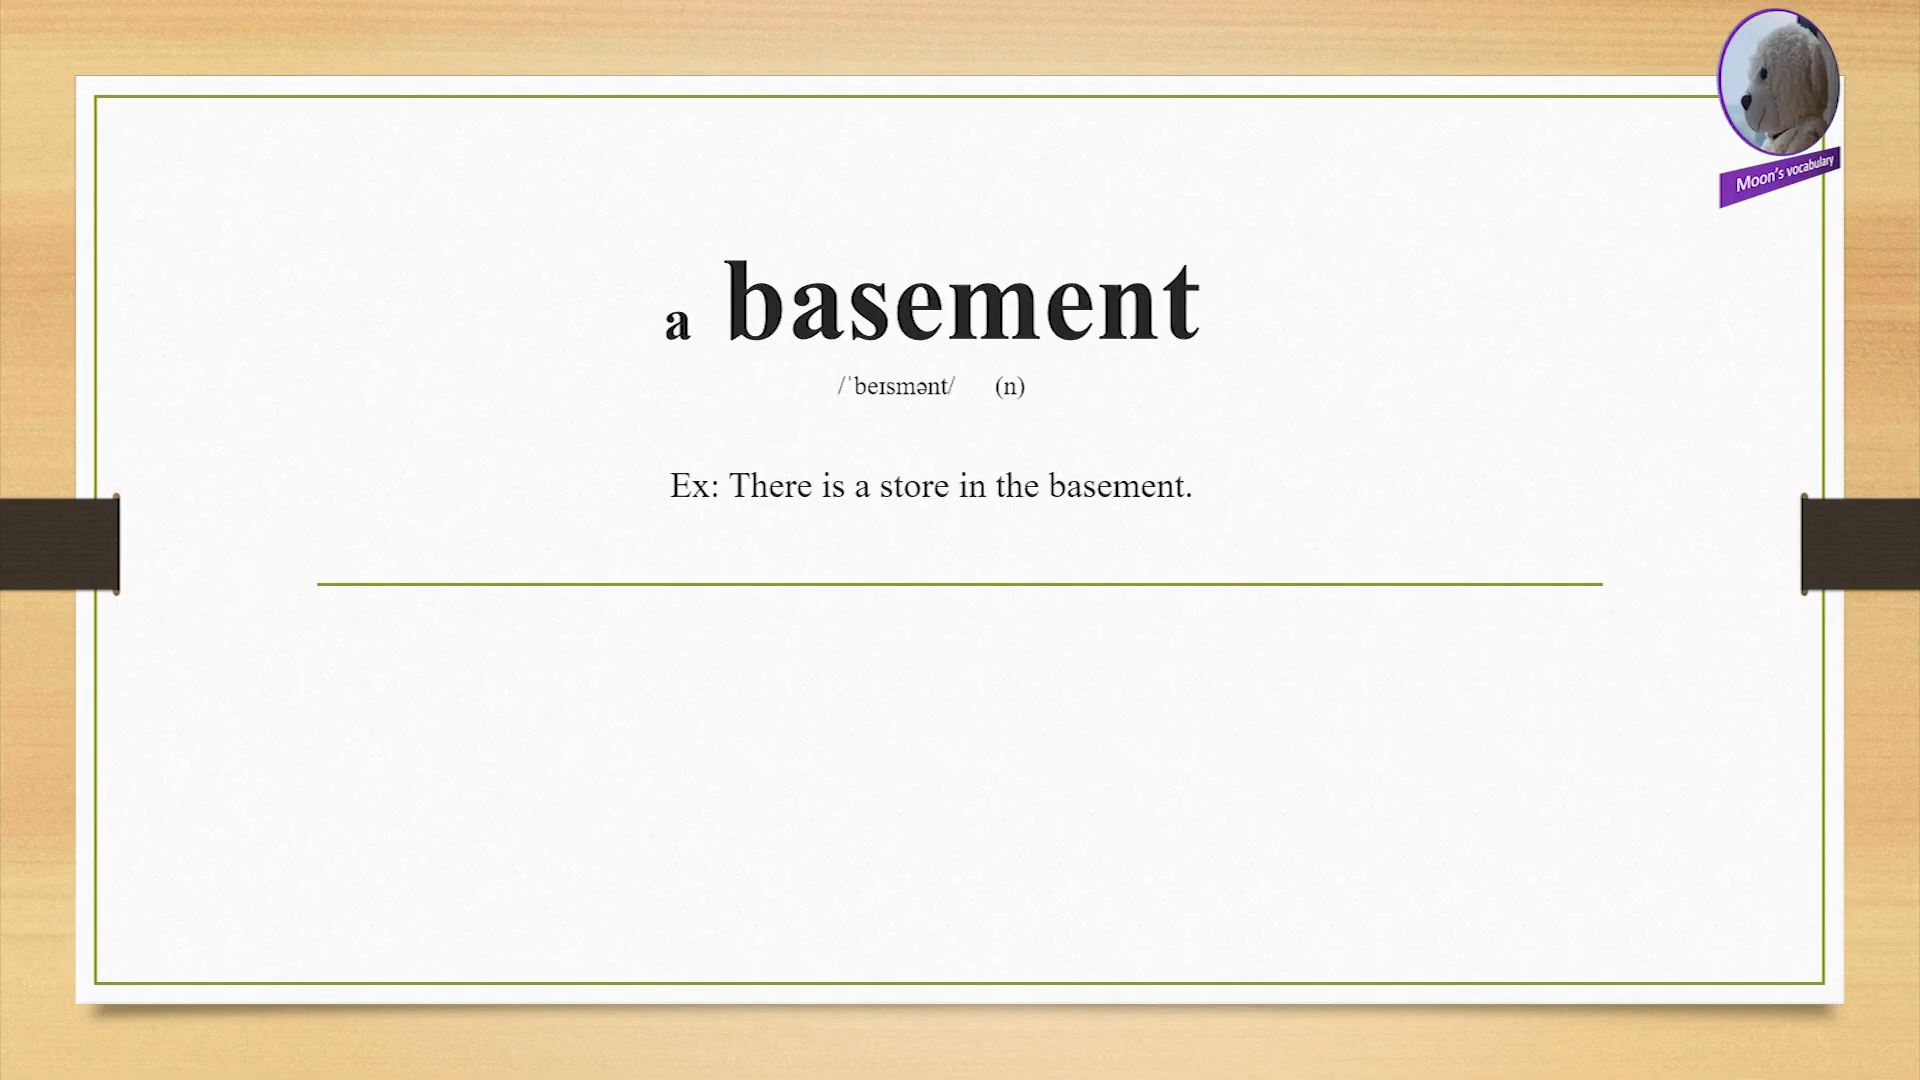 Moon's vocabulary
a basement
/ˈbeɪsmənt/ (n)
Ex: There is a store in the basement.